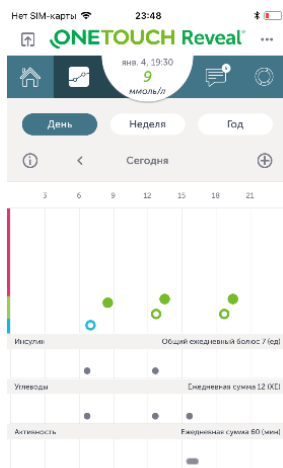 Нет SIM-карты 23:48
ONETOUCH Reveal
янв. 4, 19:30
9
ммоль/л
День Неделя Год
Сегодня
3 6 9 12 15 18 21
Инсулин Общий ежедневный болюс 7 (ед)
Углеводы Ежедневная сумма 12 (XE)
Активность Ежедневная сумма 60 (мин)